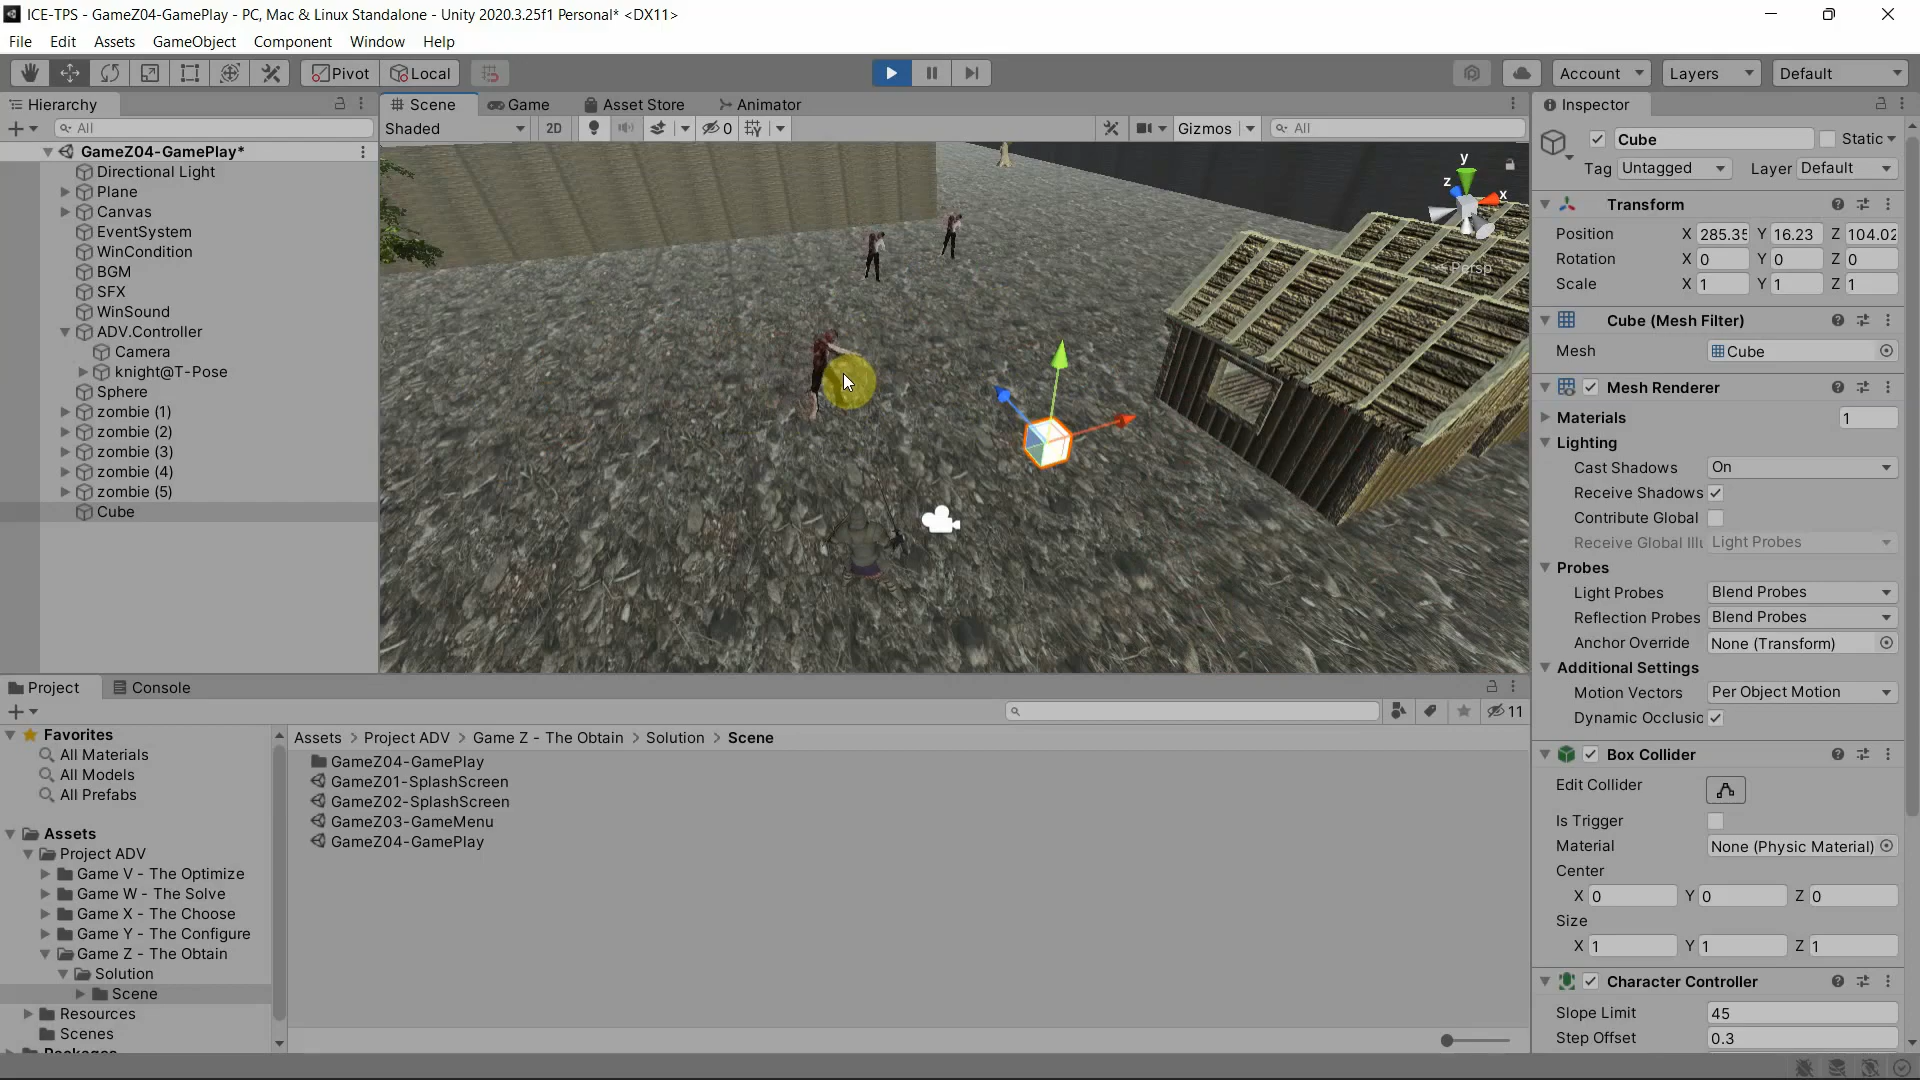 ICE-TPS - GameZ04-GamePlay - PC, Mac & Linux Standalone - Unity 2020.3.25f1 Personal* <DX11>
File Edit Assets GameObject Component Window Help
Pivot Local Account Layers Default
Hierarchy
All
GameZ04-GamePlay*
Directional Light
Plane
Canvas
EventSystem
WinCondition
BGM
SFX
WinSound
ADV.Controller
Camera
knight@T-Pose
Sphere
zombie (1)
zombie (2)
zombie (3)
zombie (4)
zombie (5)
Cube
Scene Game Asset Store Animator
Shaded 2D 0 Gizmos All
y
z x
Persp
Inspector
Cube Static
Tag Untagged Layer Default
Transform
Position X 285.35 Y 16.23 Z 104.02
Rotation X 0 Y 0 Z 0
Scale X 1 Y 1 Z 1
Cube (Mesh Filter)
Mesh Cube
Mesh Renderer
Materials 1
Lighting
Cast Shadows On
Receive Shadows
Contribute Global
Receive Global Illu Light Probes
Probes
Light Probes Blend Probes
Reflection Probes Blend Probes
Anchor Override None (Transform)
Additional Settings
Motion Vectors Per Object Motion
Dynamic Occlusic
Box Collider
Edit Collider
Is Trigger
Material None (Physic Material)
Center
X 0 Y 0 Z 0
Size
X 1 Y 1 Z 1
Character Controller
Slope Limit 45
Step Offset 0.3
Project Console
11
Favorites
All Materials
All Models
All Prefabs
Assets
Project ADV
Game V - The Optimize
Game W - The Solve
Game X - The Choose
Game Y - The Configure
Game Z - The Obtain
Solution
Scene
Resources
Scenes
Assets > Project ADV > Game Z - The Obtain > Solution > Scene
GameZ04-GamePlay
GameZ01-SplashScreen
GameZ02-SplashScreen
GameZ03-GameMenu
GameZ04-GamePlay